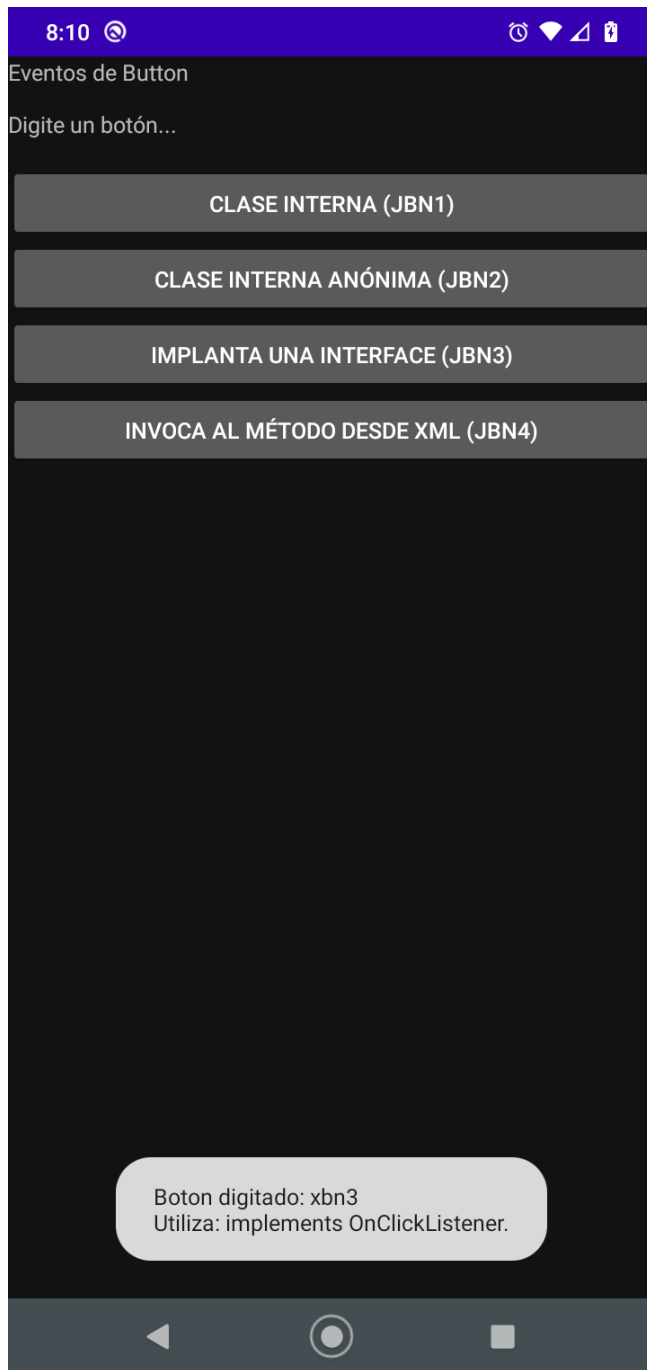 8:10
Eventos de Button
Digite un botón...
CLASE INTERNA (JBN1)
CLASE INTERNA ANÓNIMA (JBN2)
IMPLANTA UNA INTERFACE (JBN3)
INVOCA AL MÉTODO DESDE XML (JBN4)
Boton digitado: xbn3
Utiliza: implements OnClickListener.